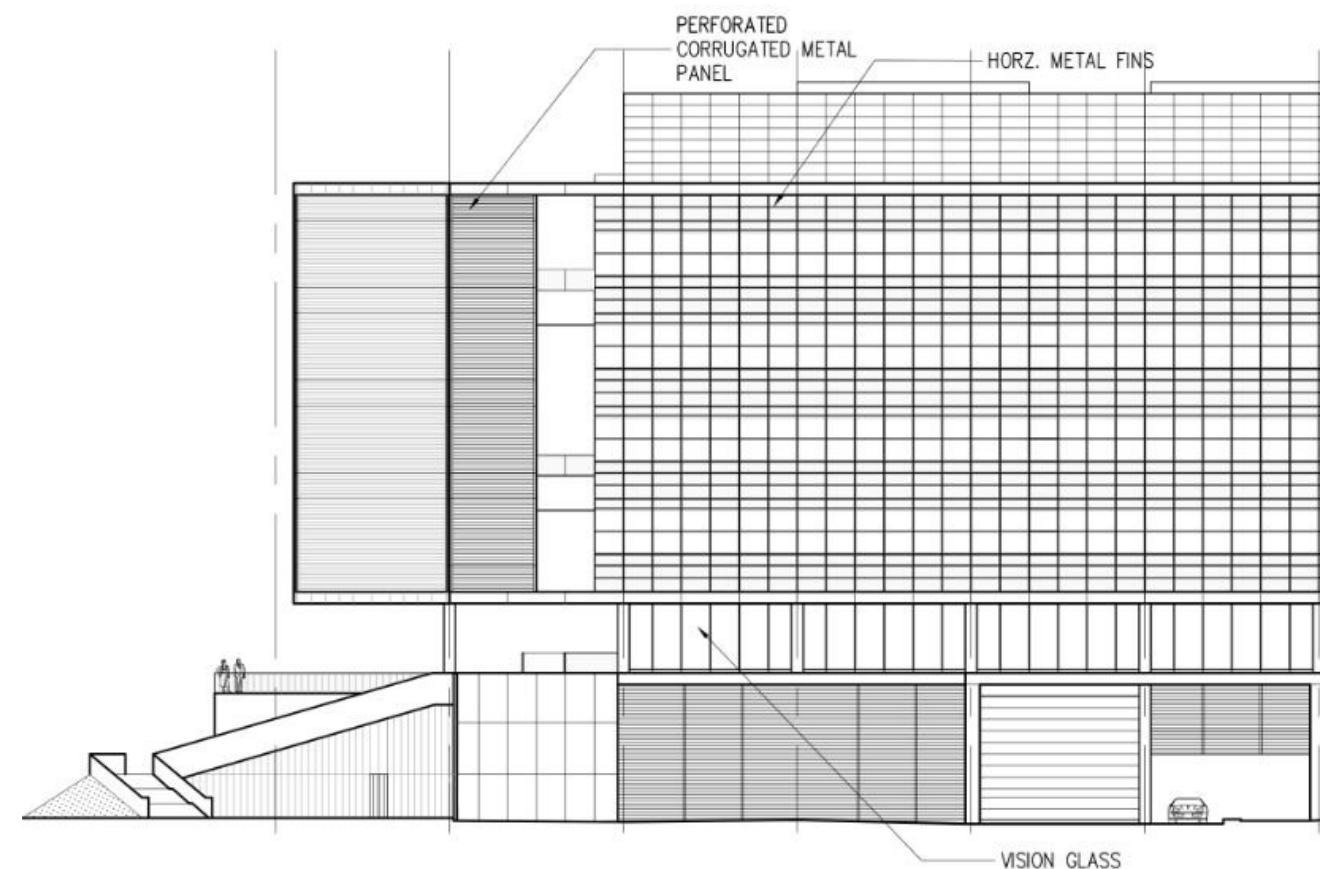 PERFORATED
CORRUGATED METAL
PANEL
HORZ. METAL FINS
VISION GLASS